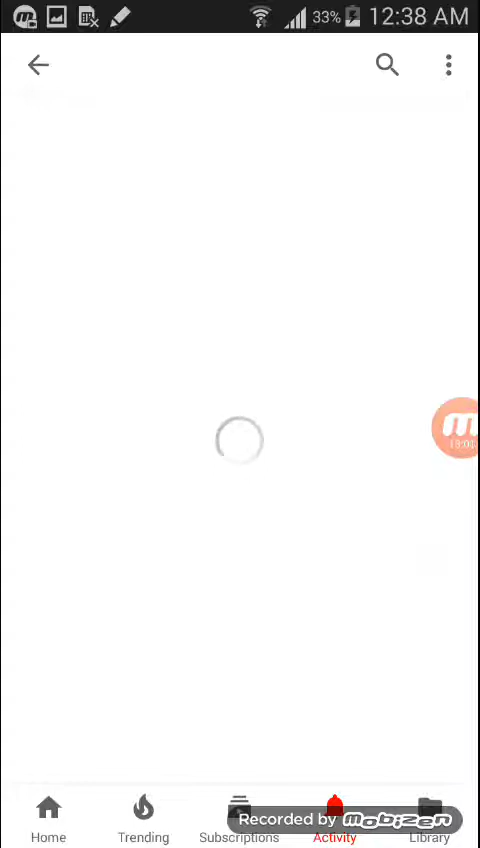 33% 12:38 AM
Home Trending Subscriptions Activity Library
Recorded by mobizen